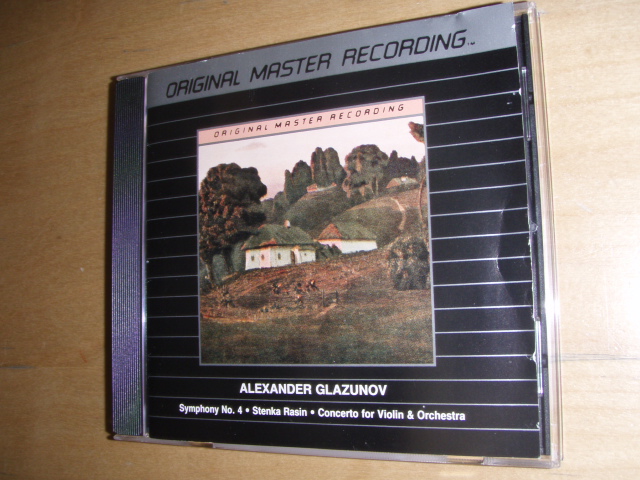 ORIGINAL MASTER RECORDING™
ORIGINAL MASTER RECORDING
ALEXANDER GLAZUNOV
Symphony No. 4 • Stenka Rasin • Concerto for Violin & Orchestra